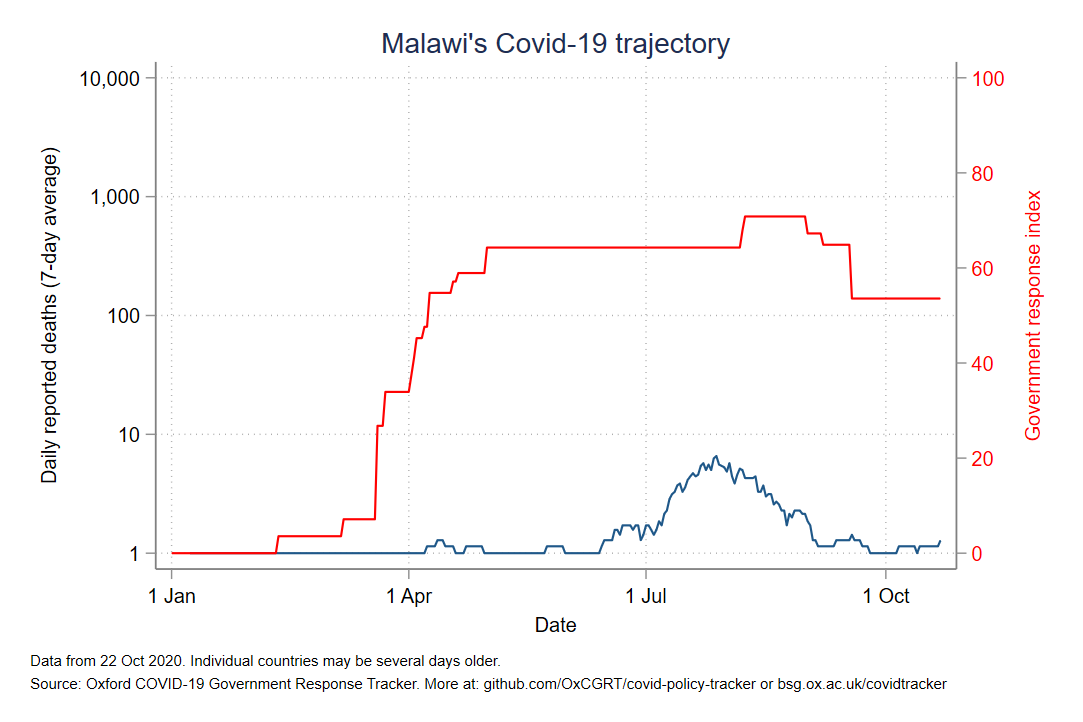 Malawi's Covid-19 trajectory
10,000
1,000
100
10
1
Daily reported deaths (7-day average)
100
80
60
40
20
0
Government response index
1 Jan
1 Apr
1 Jul
1 Oct
Date
Data from 22 Oct 2020. Individual countries may be several days older.
Source: Oxford COVID-19 Government Response Tracker. More at: github.com/OxCGRT/covid-policy-tracker or bsg.ox.ac.uk/covidtracker